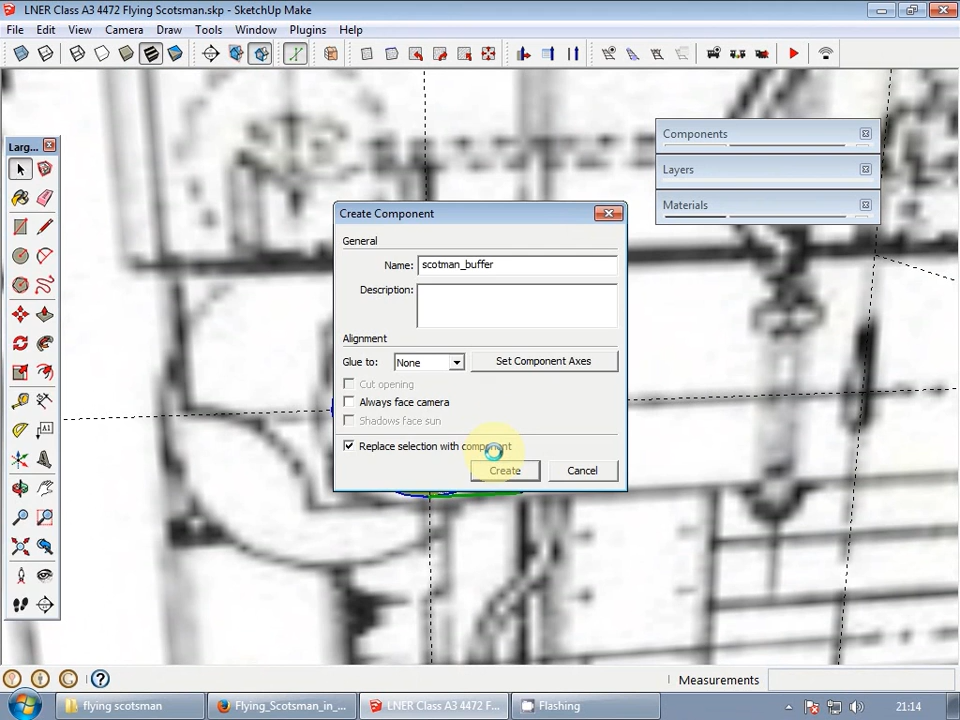 LNER Class A3 4472 Flying Scotsman.skp - SketchUp Make
File Edit View Camera Draw Tools Window Plugins Help
Larg...
Components
Layers
Materials
Create Component
General
Name: scotman_buffer
Description:
Alignment
Glue to: None Set Component Axes
Cut opening
Always face camera
Shadows face sun
Replace selection with component
Create Cancel
Measurements
flying scotsman Flying_Scotsman_in_... LNER Class A3 4472 F... Flashing 21:14